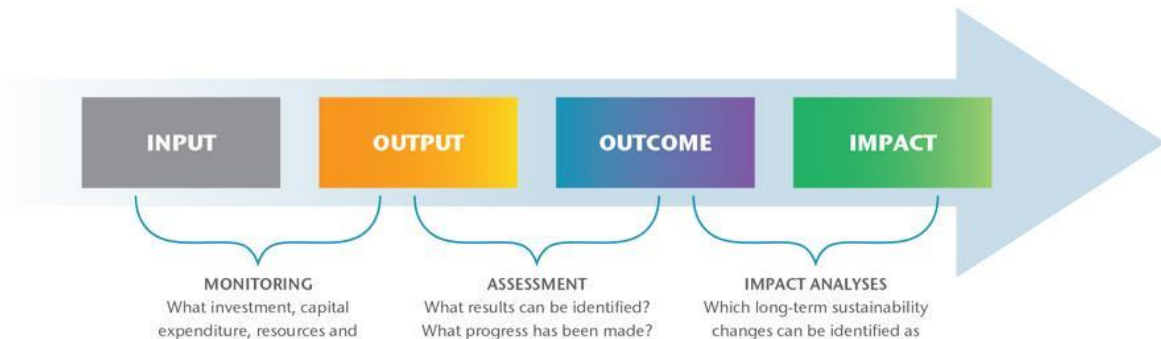 INPUT
OUTPUT
OUTCOME
IMPACT
MONITORING
What investment, capital
expenditure, resources and
ASSESSMENT
What results can be identified?
What progress has been made?
IMPACT ANALYSES
Which long-term sustainability
changes can be identified as